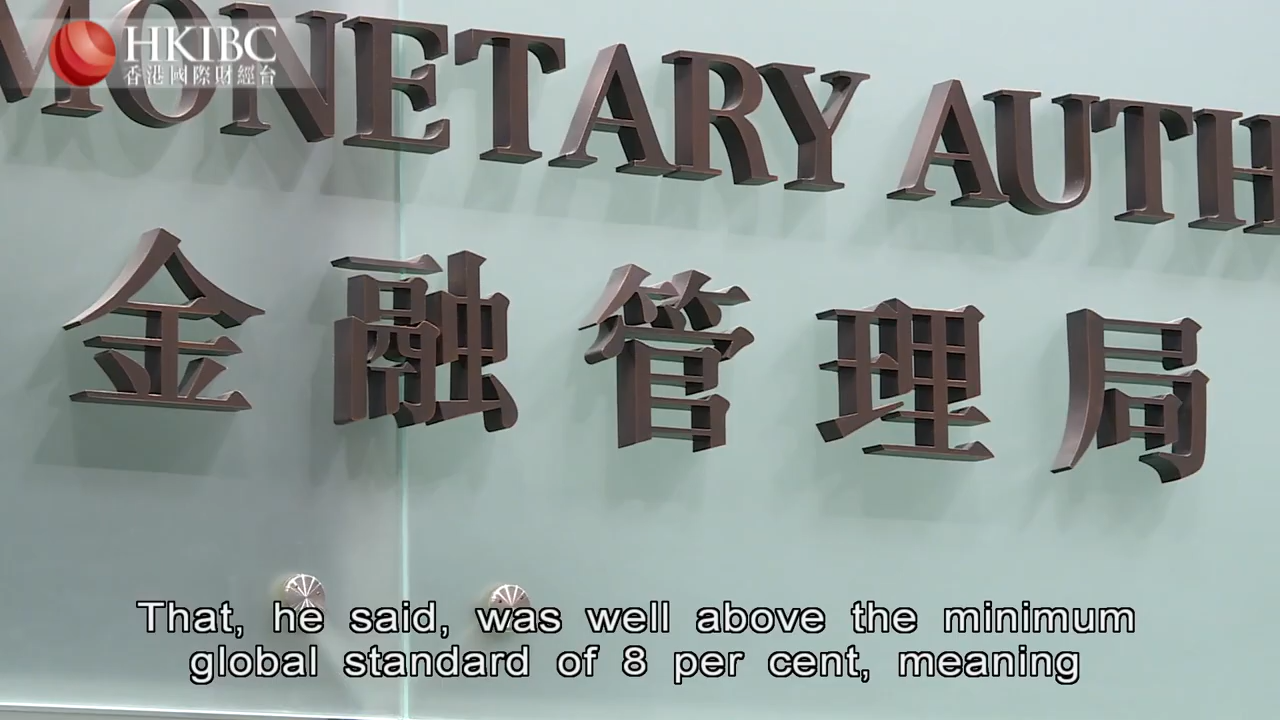 HKIBC
香港國際財經台
MONETARY AUTH
金融管理局
That, he said, was well above the minimum
global standard of 8 per cent, meaning